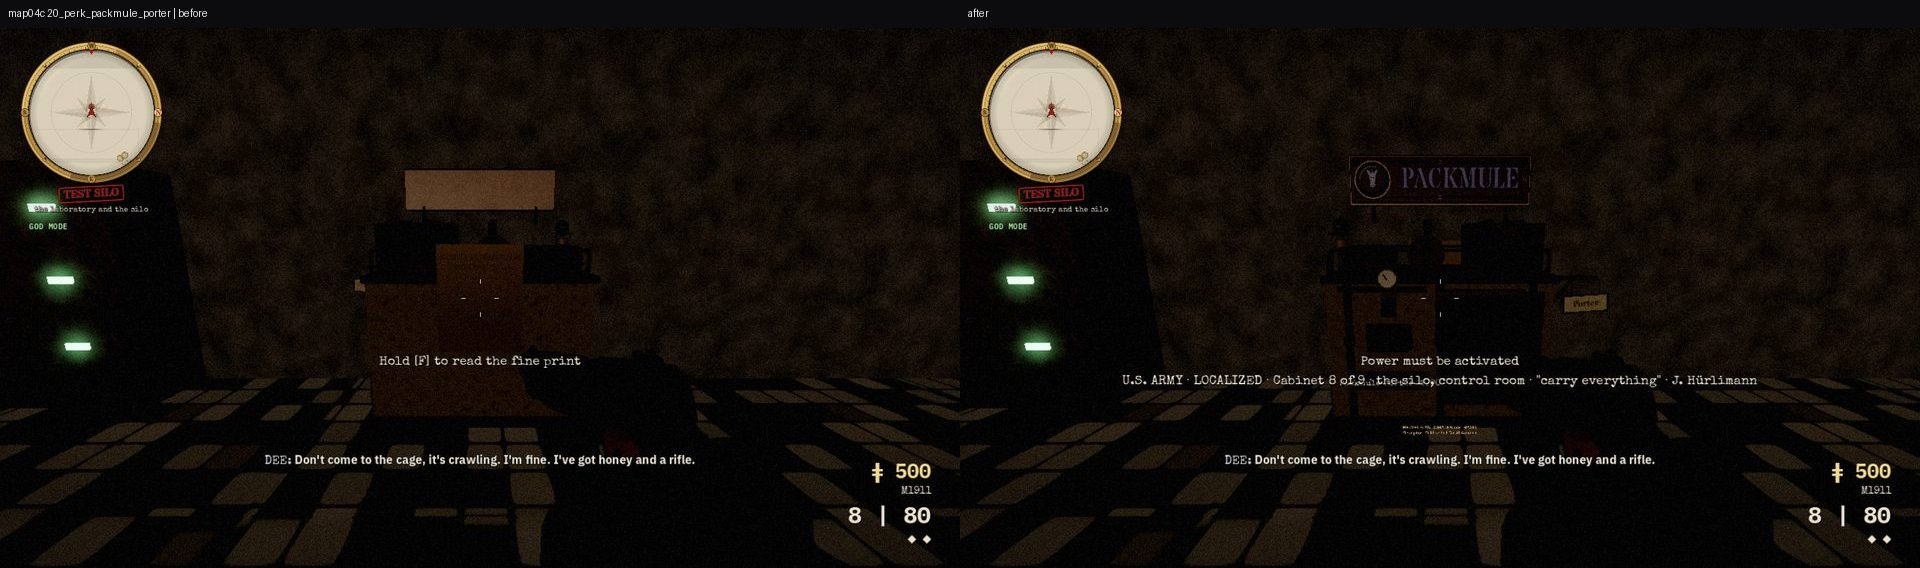 map04c 20_perk_packmule_porter | before
TEST SILO
the laboratory and the silo
GOD MODE
Hold [F] to read the fine print
DEE: Don't come to the cage, it's crawling. I'm fine. I've got honey and a rifle.
500
M1911
8 | 80
after
TEST SILO
the laboratory and the silo
GOD MODE
PACKMULE
Porter
Power must be activated
U.S. ARMY · LOCALIZED · Cabinet 8 of 9 · the silo, control room · "carry everything" · J. Hürlimann
DEE: Don't come to the cage, it's crawling. I'm fine. I've got honey and a rifle.
500
M1911
8 | 80